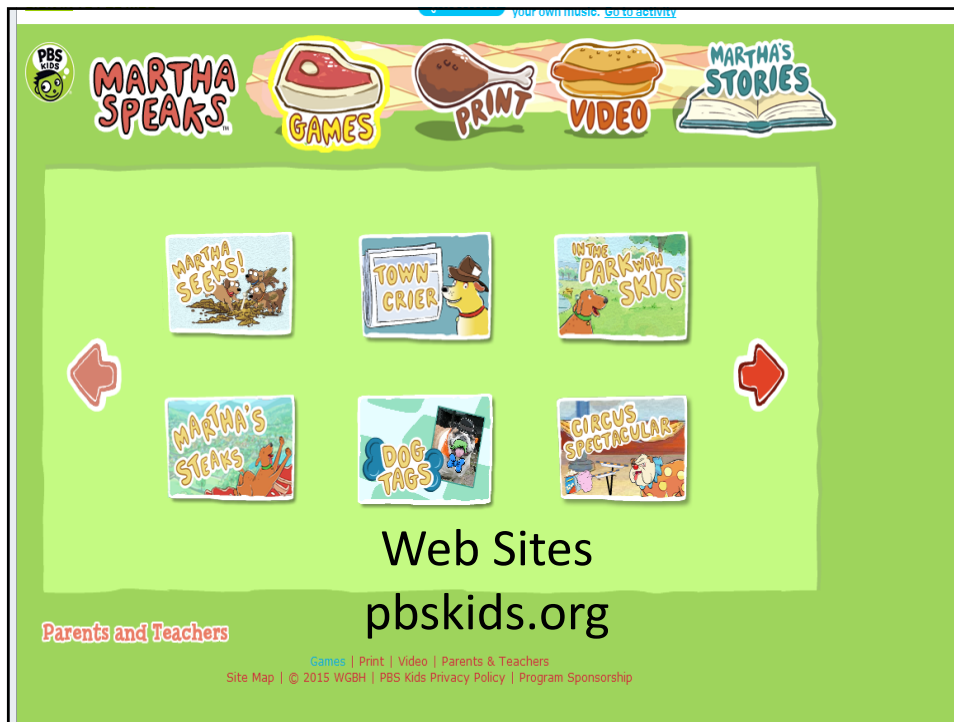 your own music. Go to activity
PBS
KIDS
MARTHA
SPEAKS™
GAMES
PRINT
VIDEO
MARTHA'S
STORIES
MARTHA
SEEKS!
TOWN
CRIER
IN THE
PARK WITH
SKITS
MARTHA'S
STEAKS
DOG
TAGS
CIRCUS
SPECTACULAR
Web Sites
pbskids.org
Parents and Teachers
Games | Print | Video | Parents & Teachers
Site Map | © 2015 WGBH | PBS Kids Privacy Policy | Program Sponsorship